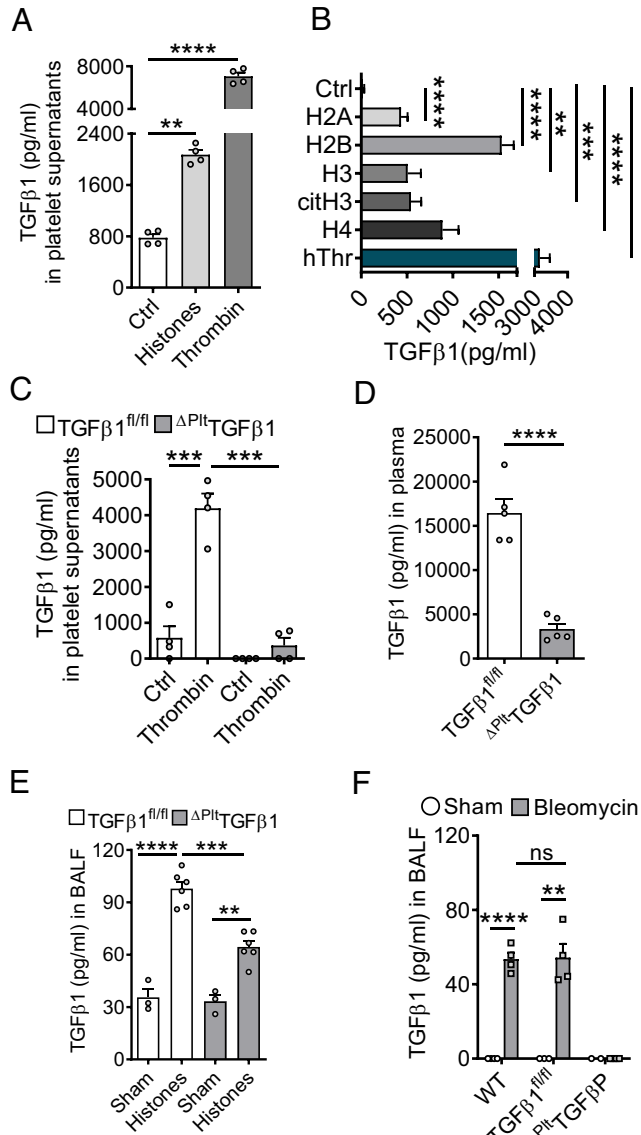 A
****
**
8000
4000
2400
1600
800
0
TGFβ1 (pg/ml)
in platelet supernatants
Ctrl
Histones
Thrombin
B
Ctrl
H2A
H2B
H3
citH3
H4
hThr
****
****
**
***
****
0
500
1000
1500
3000
4000
TGFβ1(pg/ml)
C
TGFβ1fl/fl ΔPltTGFβ1
***
***
5000
4000
3000
2000
1000
0
TGFβ1 (pg/ml)
in platelet supernatants
Ctrl
Thrombin
Ctrl
Thrombin
D
****
25000
20000
15000
10000
5000
0
TGFβ1 (pg/ml) in plasma
TGFβ1fl/fl
ΔPltTGFβ1
E
TGFβ1fl/fl ΔPltTGFβ1
****
***
**
120
90
60
30
0
TGFβ1 (pg/ml) in BALF
Sham
Histones
Sham
Histones
F
Sham Bleomycin
ns
****
**
120
80
40
0
TGFβ1 (pg/ml) in BALF
WT
TGFβ1fl/fl
PltTGFβP